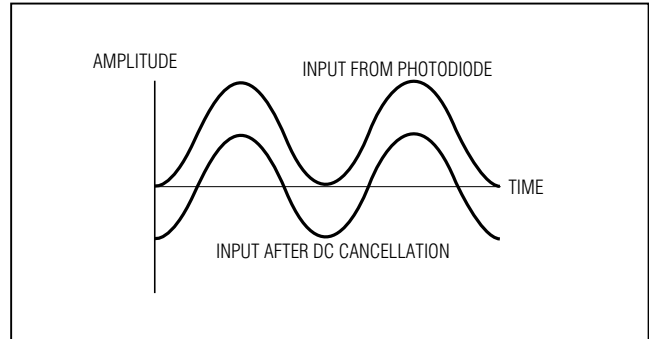 AMPLITUDE
INPUT FROM PHOTODIODE
TIME
INPUT AFTER DC CANCELLATION